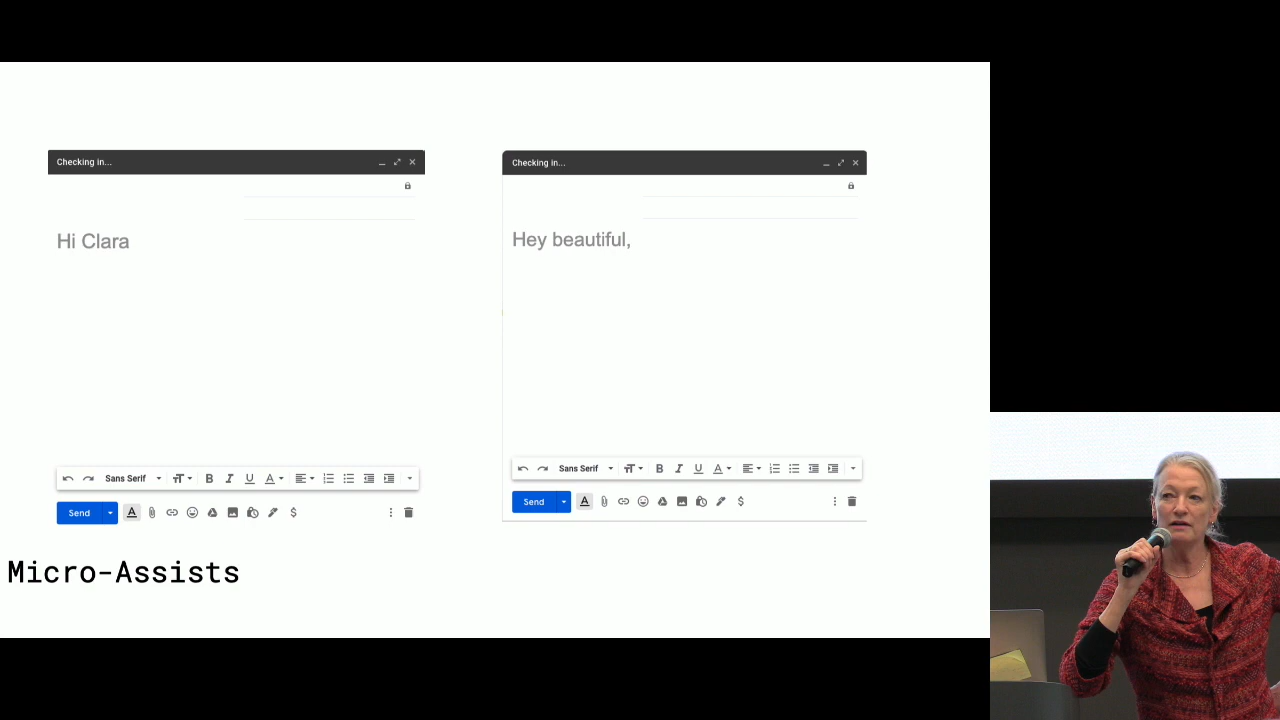 Checking in...
Hi Clara
Sans Serif
Send
Checking in...
Hey beautiful,
Sans Serif
Send
Micro-Assists